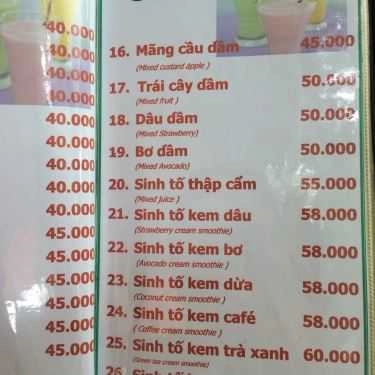 40.000
40.000
40.000
40.000
40.000
40.000
40.000
40.000
40.000
45.000
45.000
45.000
45.000
45.000
16. Mãng cầu dầm 45.000
(Mixed custard Apple )
17. Trái cây dầm 50.000
(Mixed fruit )
18. Dâu dầm 50.000
(Mixed Strawberry)
19. Bơ dầm 50.000
(Mixed Avocado)
20. Sinh tố thập cẩm 55.000
(Mixed Juice )
21. Sinh tố kem dâu 58.000
(Strawberry cream smoothie)
22. Sinh tố kem bơ 58.000
(Avocado cream smoothie )
23. Sinh tố kem dừa 58.000
(Coconut cream smoothie)
24. Sinh tố kem café 58.000
( Coffee cream smoothie)
25. Sinh tố kem trà xanh 60.000
(Green tea cream smoothie)
26. Sinh tố